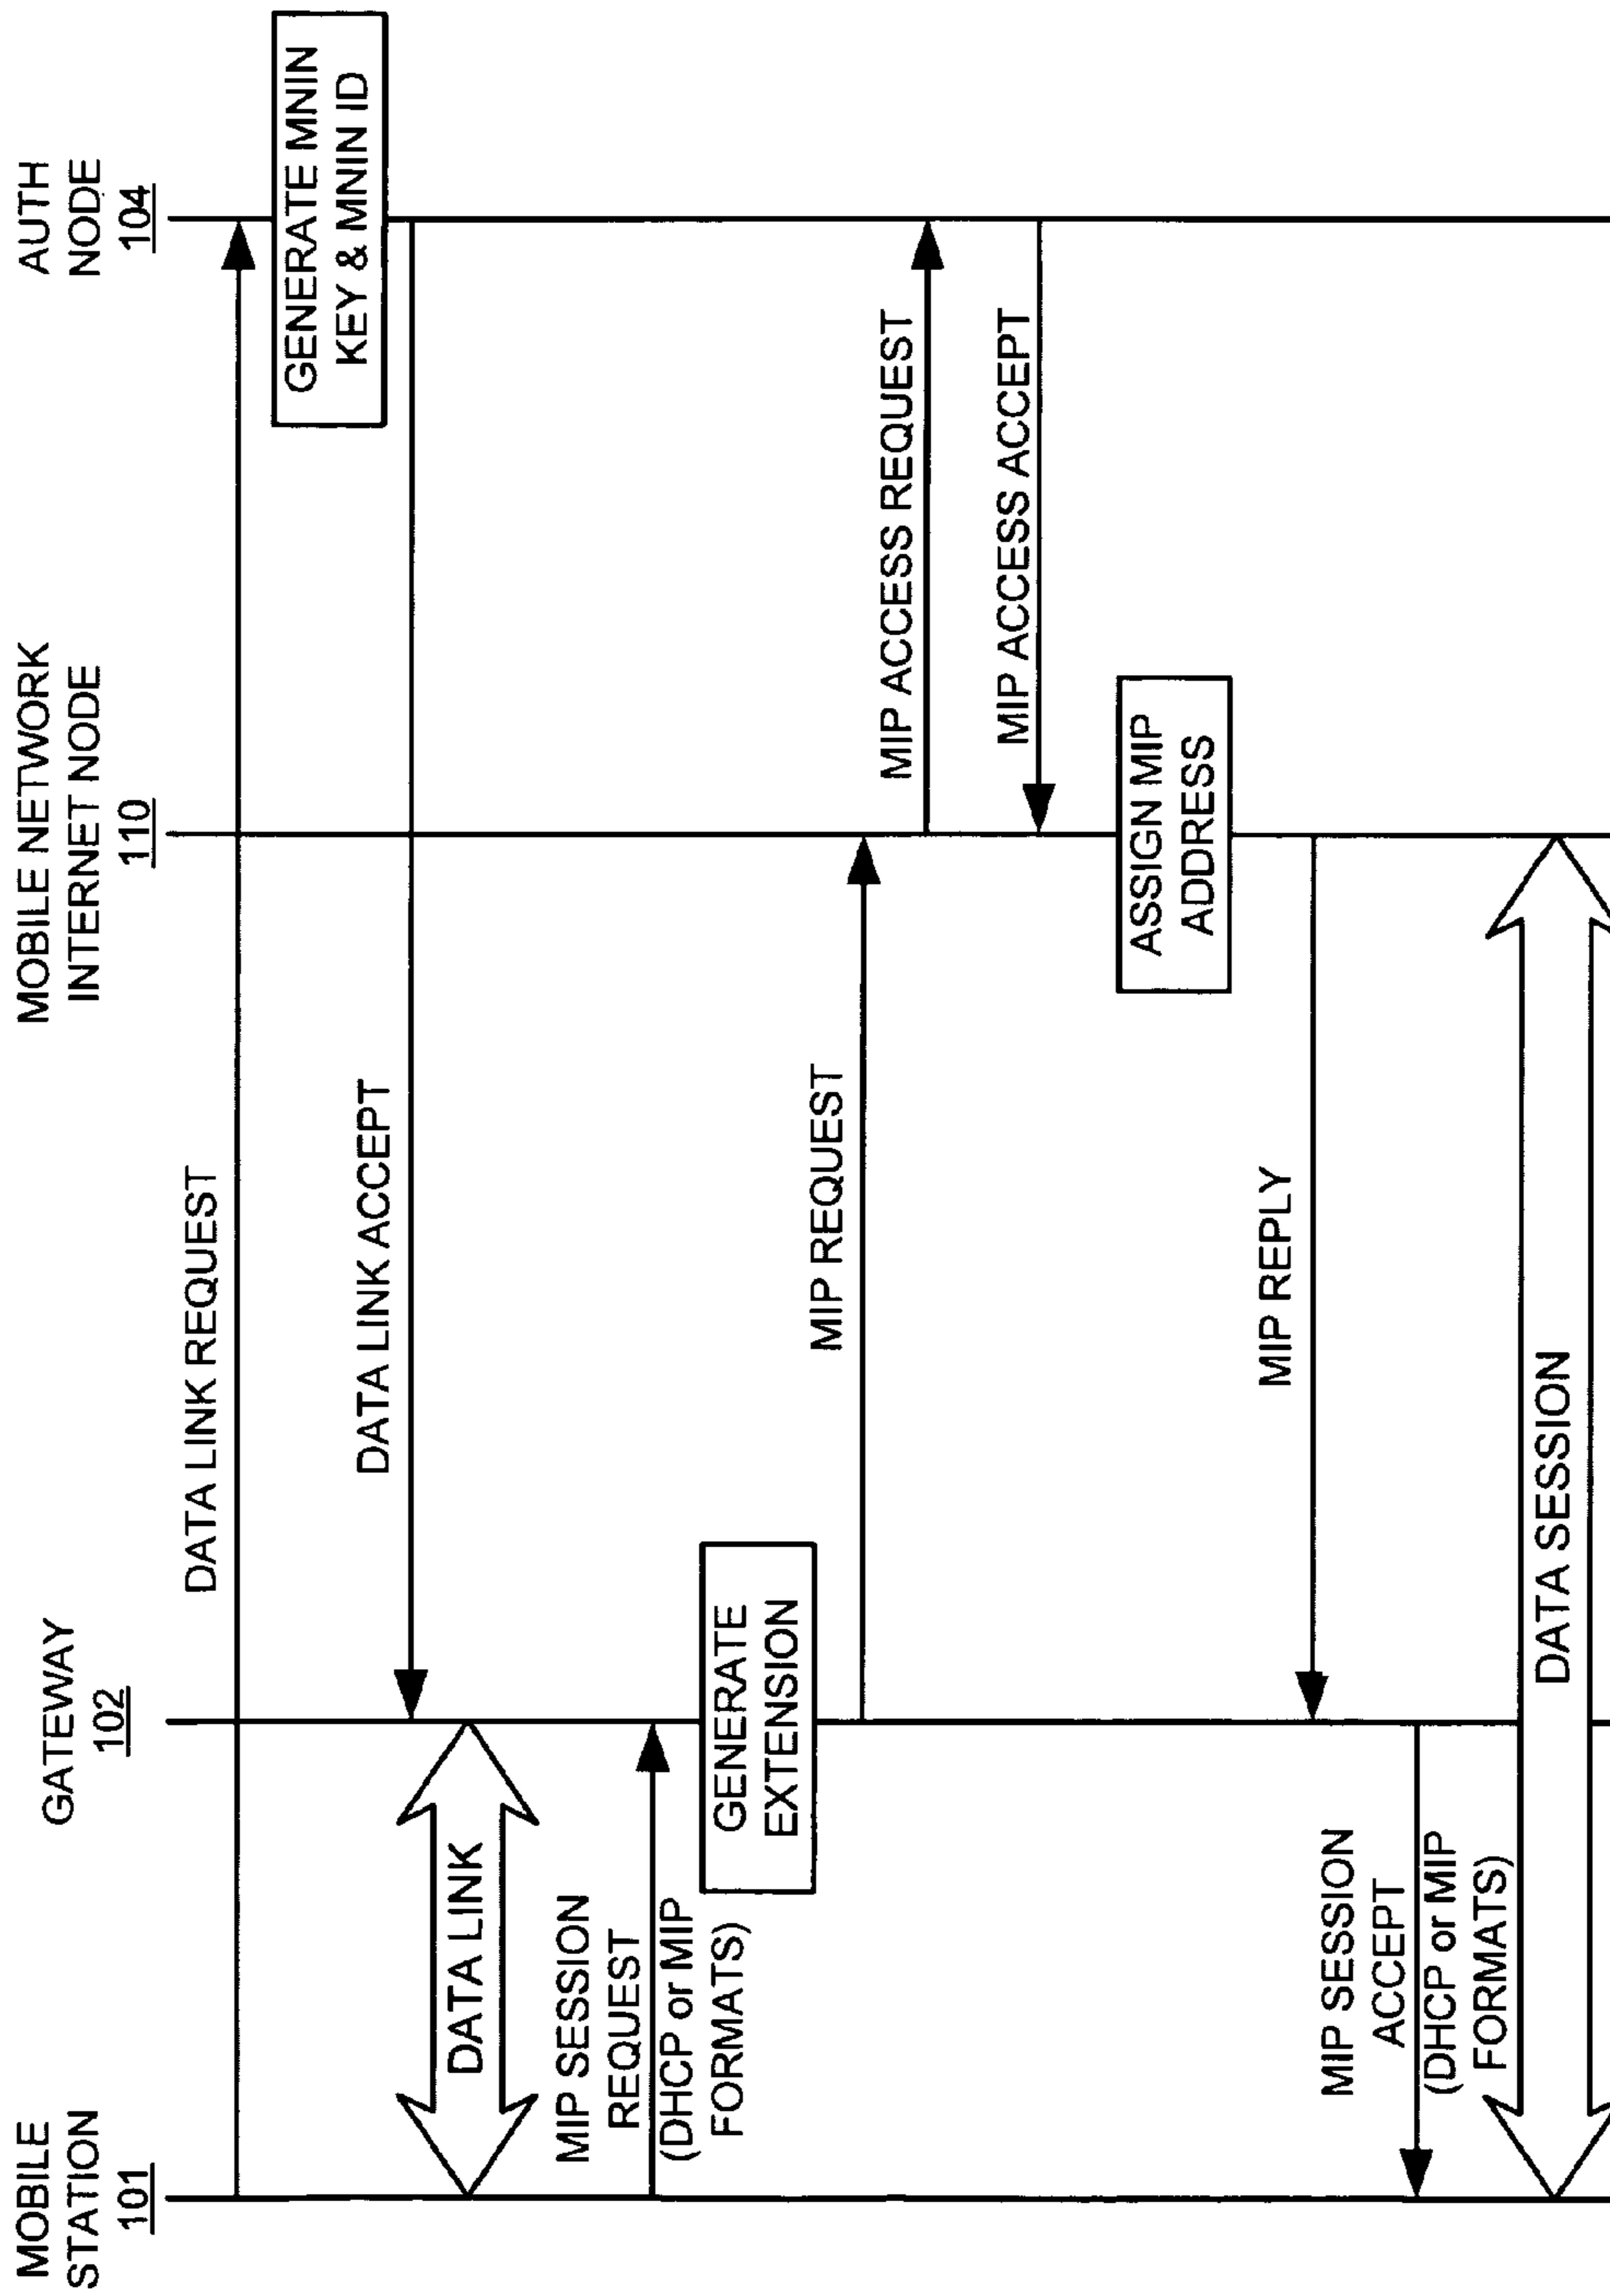 MOBILE
STATION
101
GATEWAY
102
MOBILE NETWORK
INTERNET NODE
110
AUTH
NODE
104
DATA LINK REQUEST
GENERATE MNIN
KEY & MNIN ID
DATA LINK ACCEPT
DATA LINK
MIP SESSION
REQUEST
(DHCP or MIP
FORMATS)
GENERATE
EXTENSION
MIP REQUEST
MIP ACCESS REQUEST
MIP ACCESS ACCEPT
ASSIGN MIP
ADDRESS
MIP REPLY
MIP SESSION
ACCEPT
(DHCP or MIP
FORMATS)
DATA SESSION